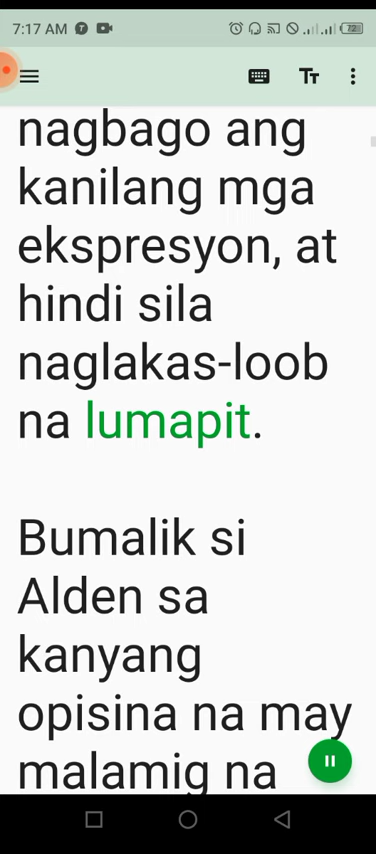 7:17 AM
72
nagbago ang
kanilang mga
ekspresyon, at
hindi sila
naglakas-loob
na lumapit.
Bumalik si
Alden sa
kanyang
opisina na may
malamig na